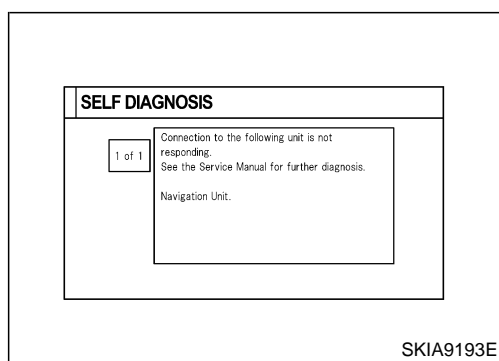 SELF DIAGNOSIS
1 of 1
Connection to the following unit is not
responding.
See the Service Manual for further diagnosis.
Navigation Unit.
SKIA9193E